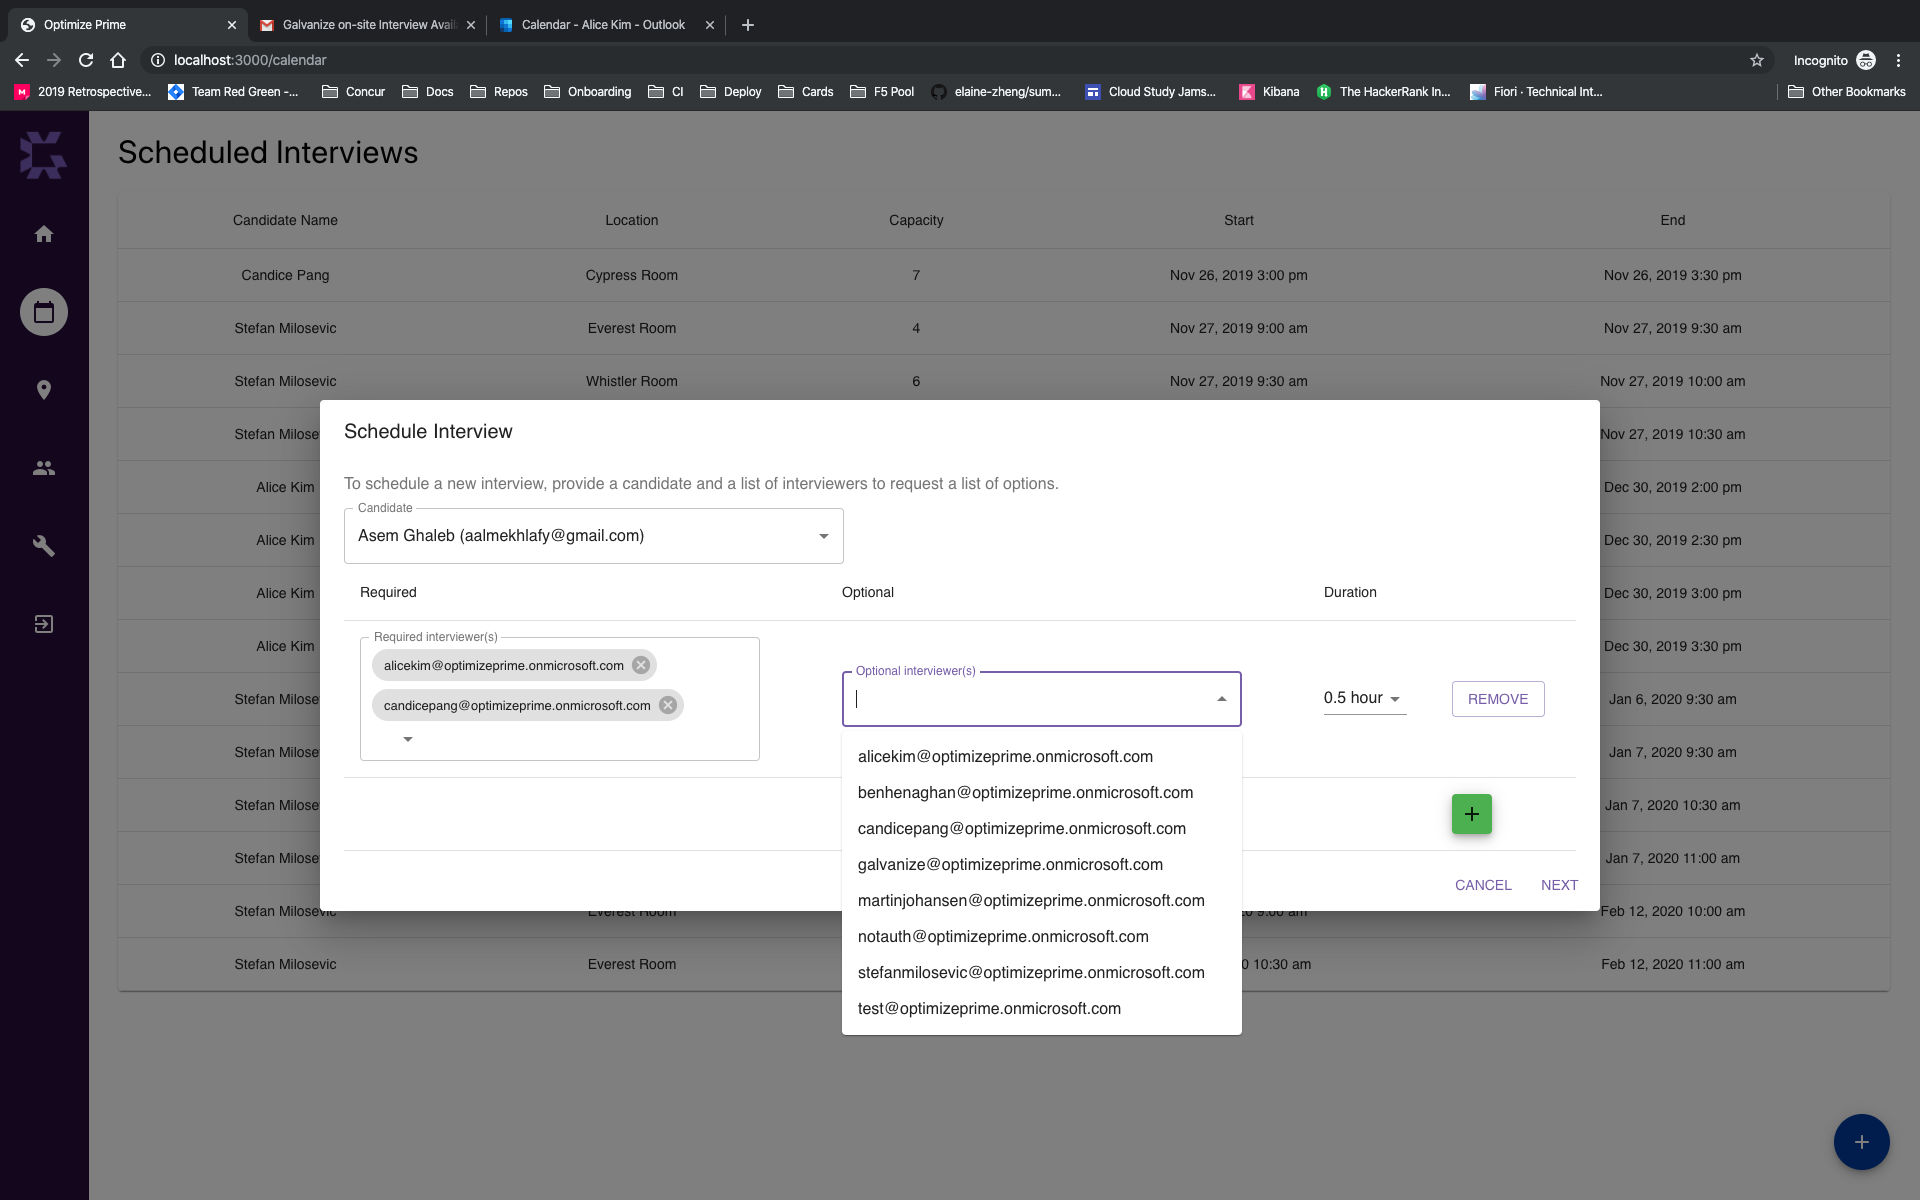 Optimize Prime
Galvanize on-site Interview Avail
Calendar - Alice Kim - Outlook
localhost:3000/calendar
Incognito
2019 Retrospective...
Team Red Green -...
Concur
Docs
Repos
Onboarding
CI
Deploy
Cards
F5 Pool
elaine-zheng/sum...
Cloud Study Jams...
Kibana
The HackerRank In...
Fiori · Technical Int...
Other Bookmarks
Scheduled Interviews
Candidate Name Location Capacity Start End
Candice Pang Cypress Room 7 Nov 26, 2019 3:00 pm Nov 26, 2019 3:30 pm
Stefan Milosevic Everest Room 4 Nov 27, 2019 9:00 am Nov 27, 2019 9:30 am
Stefan Milosevic Whistler Room 6 Nov 27, 2019 9:30 am Nov 27, 2019 10:00 am
Stefan Milose Nov 27, 2019 10:30 am
Alice Kim Dec 30, 2019 2:00 pm
Alice Kim Dec 30, 2019 2:30 pm
Alice Kim Dec 30, 2019 3:00 pm
Alice Kim Dec 30, 2019 3:30 pm
Stefan Milose Jan 6, 2020 9:30 am
Stefan Milose Jan 7, 2020 9:30 am
Stefan Milose Jan 7, 2020 10:30 am
Stefan Milose Jan 7, 2020 11:00 am
Stefan Milosevic Everest Room 20 9:00 am Feb 12, 2020 10:00 am
Stefan Milosevic Everest Room 0 10:30 am Feb 12, 2020 11:00 am
Schedule Interview
To schedule a new interview, provide a candidate and a list of interviewers to request a list of options.
Candidate
Asem Ghaleb (aalmekhlafy@gmail.com)
Required Optional Duration
Required interviewer(s)
alicekim@optimizeprime.onmicrosoft.com
candicepang@optimizeprime.onmicrosoft.com
Optional interviewer(s)
0.5 hour
REMOVE
alicekim@optimizeprime.onmicrosoft.com
benhenaghan@optimizeprime.onmicrosoft.com
candicepang@optimizeprime.onmicrosoft.com
galvanize@optimizeprime.onmicrosoft.com
martinjohansen@optimizeprime.onmicrosoft.com
notauth@optimizeprime.onmicrosoft.com
stefanmilosevic@optimizeprime.onmicrosoft.com
test@optimizeprime.onmicrosoft.com
CANCEL NEXT